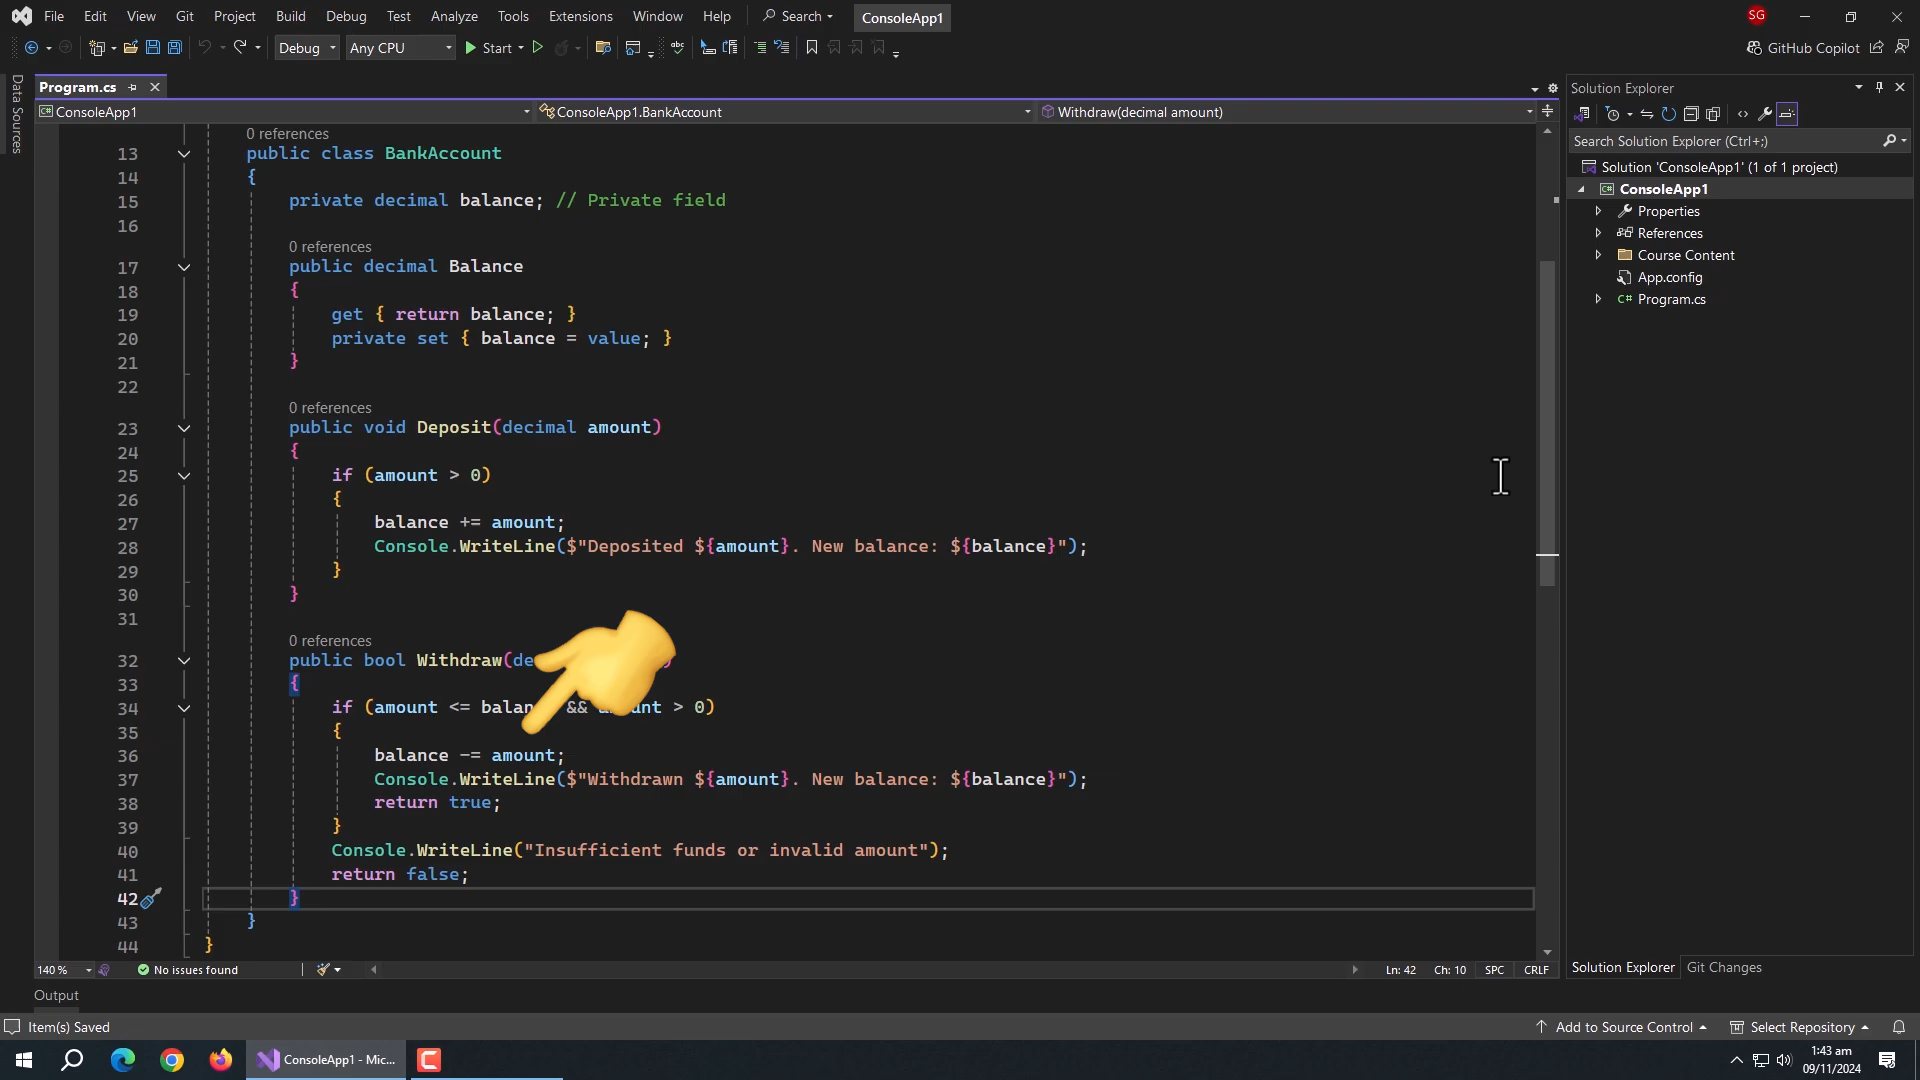 File Edit View Git Project Build Debug Test Analyze Tools Extensions Window Help Search ConsoleApp1 SG
Debug Any CPU Start GitHub Copilot
Data Sources
Program.cs
ConsoleApp1 ConsoleApp1.BankAccount Withdraw(decimal amount)
0 references
13 public class BankAccount
14 {
15 private decimal balance; // Private field
16
0 references
17 public decimal Balance
18 {
19 get { return balance; }
20 private set { balance = value; }
21 }
22
0 references
23 public void Deposit(decimal amount)
24 {
25 if (amount > 0)
26 {
27 balance += amount;
28 Console.WriteLine($"Deposited ${amount}. New balance: ${balance}");
29 }
30 }
31
0 references
32 public bool Withdraw(de )
33 {
34 if (amount <= balan && unt > 0)
35 {
36 balance -= amount;
37 Console.WriteLine($"Withdrawn ${amount}. New balance: ${balance}");
38 return true;
39 }
40 Console.WriteLine("Insufficient funds or invalid amount");
41 return false;
42 }
43 }
44 }
140 % No issues found Ln: 42 Ch: 10 SPC CRLF
Output
Solution Explorer
Search Solution Explorer (Ctrl+;)
Solution 'ConsoleApp1' (1 of 1 project)
C# ConsoleApp1
Properties
References
Course Content
App.config
C# Program.cs
Solution Explorer Git Changes
Item(s) Saved Add to Source Control Select Repository
ConsoleApp1 - Mic... 1:43 am
09/11/2024